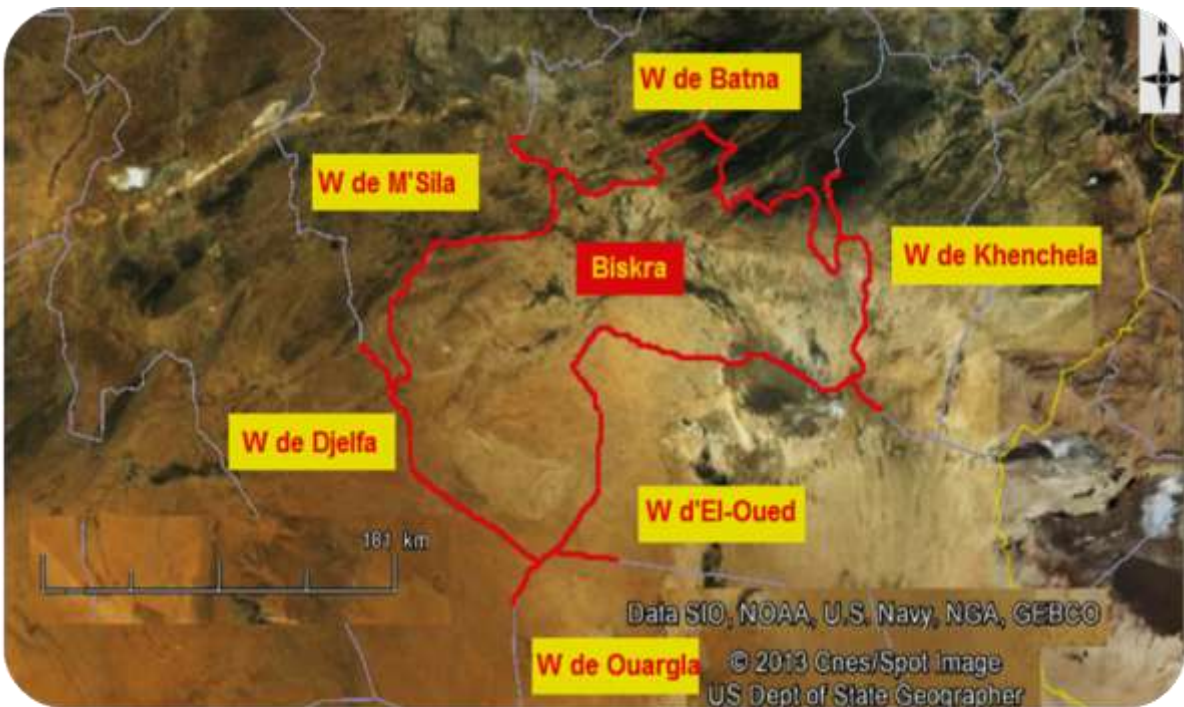 N
W de Batna
W de M'Sila
W de Khenchela
Biskra
W de Djelfa
W d'El-Oued
181 km
Data SIO, NOAA, U.S. Navy, NGA, GEBCO
W de Ouargla
© 2013 Cnes/Spot Image
US Dept of State Geographer